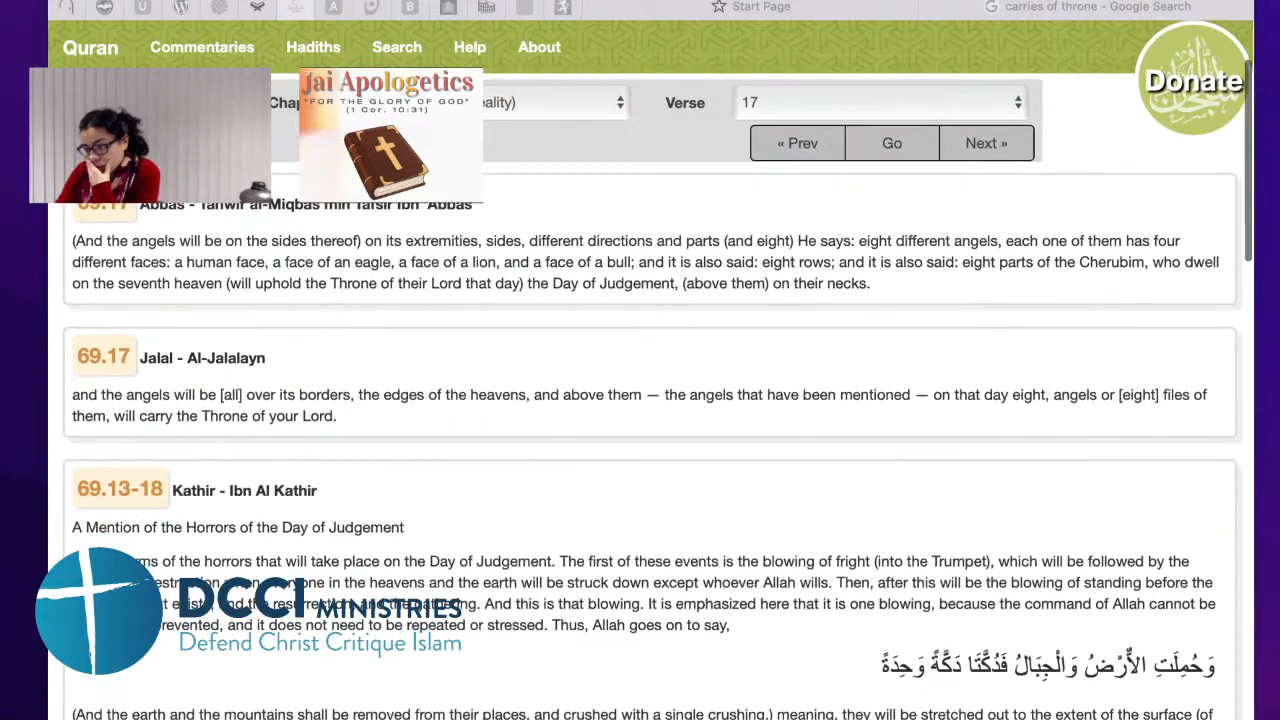 Start Page
carries of throne - Google Search
Quran Commentaries Hadiths Search Help About
Donate
Jai Apologetics
"FOR THE GLORY OF GOD"
(1 Cor. 10:31)
Verse 17
« Prev Go Next »
Abbas - Tanwîr al-Miqbâs min Tafsîr Ibn 'Abbâs
(And the angels will be on the sides thereof) on its extremities, sides, different directions and parts (and eight) He says: eight different angels, each one of them has four
different faces: a human face, a face of an eagle, a face of a lion, and a face of a bull; and it is also said: eight rows; and it is also said: eight parts of the Cherubim, who dwell
on the seventh heaven (will uphold the Throne of their Lord that day) the Day of Judgement, (above them) on their necks.
69.17 Jalal - Al-Jalalayn
and the angels will be [all] over its borders, the edges of the heavens, and above them — the angels that have been mentioned — on that day eight, angels or [eight] files of
them, will carry the Throne of your Lord.
69.13-18 Kathir - Ibn Al Kathir
A Mention of the Horrors of the Day of Judgement
of the horrors that will take place on the Day of Judgement. The first of these events is the blowing of fright (into the Trumpet), which will be followed by the
in the heavens and the earth will be struck down except whoever Allah wills. Then, after this will be the blowing of standing before the
and the resurrection and the gathering. And this is that blowing. It is emphasized here that it is one blowing, because the command of Allah cannot be
and it does not need to be repeated or stressed. Thus, Allah goes on to say,
DCCI MINISTRIES
Defend Christ Critique Islam
وَحُمِلَتِ الاٌّرْضُ وَالْجِبَالُ فَدُكَّتَا دَكَّةً وَحِدَةً
(And the earth and the mountains shall be removed from their places, and crushed with a single crushing.) meaning, they will be stretched out to the extent of the surface (of